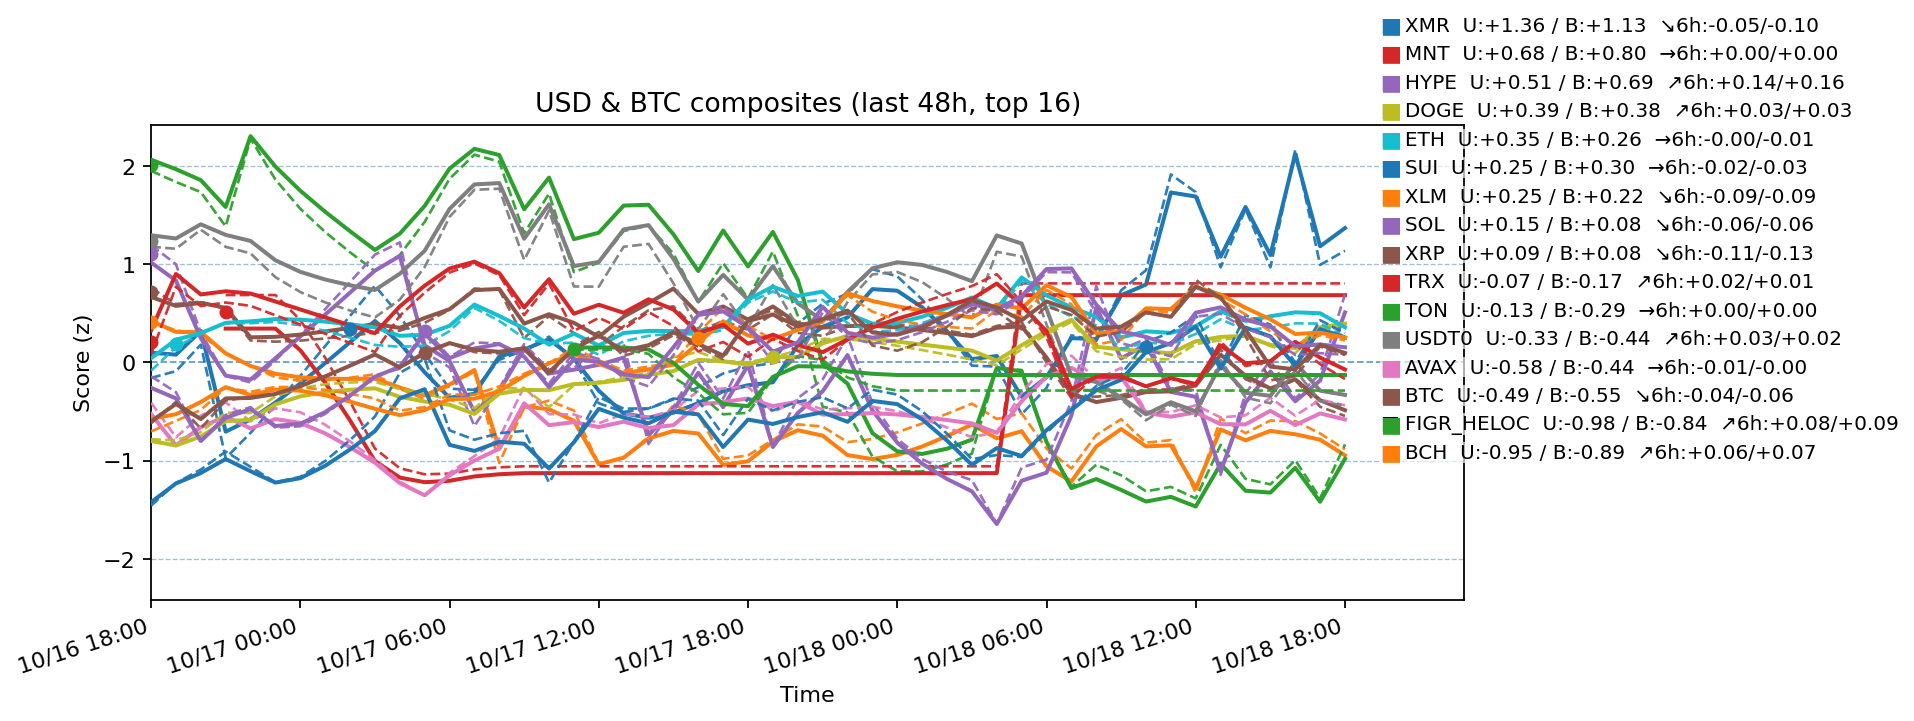 XMR  U:+1.36 / B:+1.13  ↘6h:-0.05/-0.10
MNT  U:+0.68 / B:+0.80  →6h:+0.00/+0.00
HYPE  U:+0.51 / B:+0.69  ↗6h:+0.14/+0.16
DOGE  U:+0.39 / B:+0.38  ↗6h:+0.03/+0.03
ETH  U:+0.35 / B:+0.26  →6h:-0.00/-0.01
SUI  U:+0.25 / B:+0.30  →6h:-0.02/-0.03
XLM  U:+0.25 / B:+0.22  ↘6h:-0.09/-0.09
SOL  U:+0.15 / B:+0.08  ↘6h:-0.06/-0.06
XRP  U:+0.09 / B:+0.08  ↘6h:-0.11/-0.13
TRX  U:-0.07 / B:-0.17  ↗6h:+0.02/+0.01
TON  U:-0.13 / B:-0.29  →6h:+0.00/+0.00
USDT0  U:-0.33 / B:-0.44  ↗6h:+0.03/+0.02
AVAX  U:-0.58 / B:-0.44  →6h:-0.01/-0.00
BTC  U:-0.49 / B:-0.55  ↘6h:-0.04/-0.06
FIGR_HELOC  U:-0.98 / B:-0.84  ↗6h:+0.08/+0.09
BCH  U:-0.95 / B:-0.89  ↗6h:+0.06/+0.07
USD & BTC composites (last 48h, top 16)
Score (z)
2
1
0
−1
−2
10/16 18:00
10/17 00:00
10/17 06:00
10/17 12:00
10/17 18:00
10/18 00:00
10/18 06:00
10/18 12:00
10/18 18:00
Time